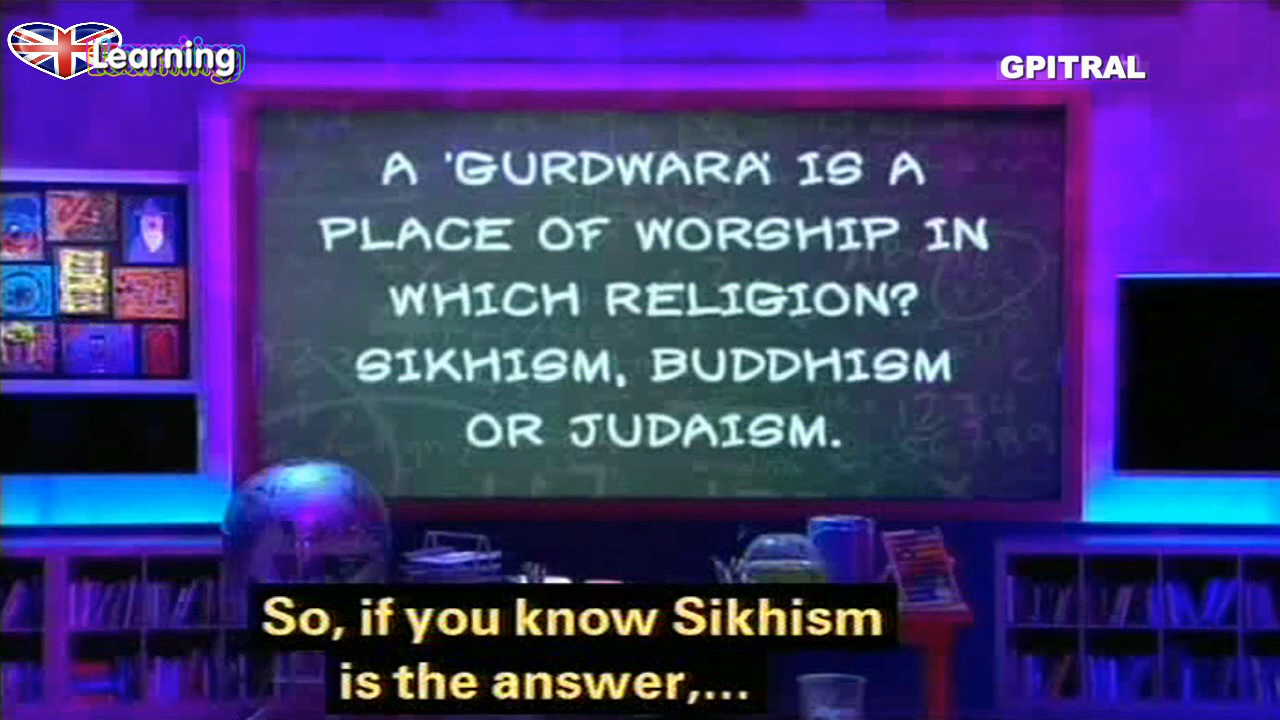 Learning
GPITRAL
A 'GURDWARA' IS A
PLACE OF WORSHIP IN
WHICH RELIGION?
SIKHISM, BUDDHISM
OR JUDAISM.
So, if you know Sikhism
is the answer,...